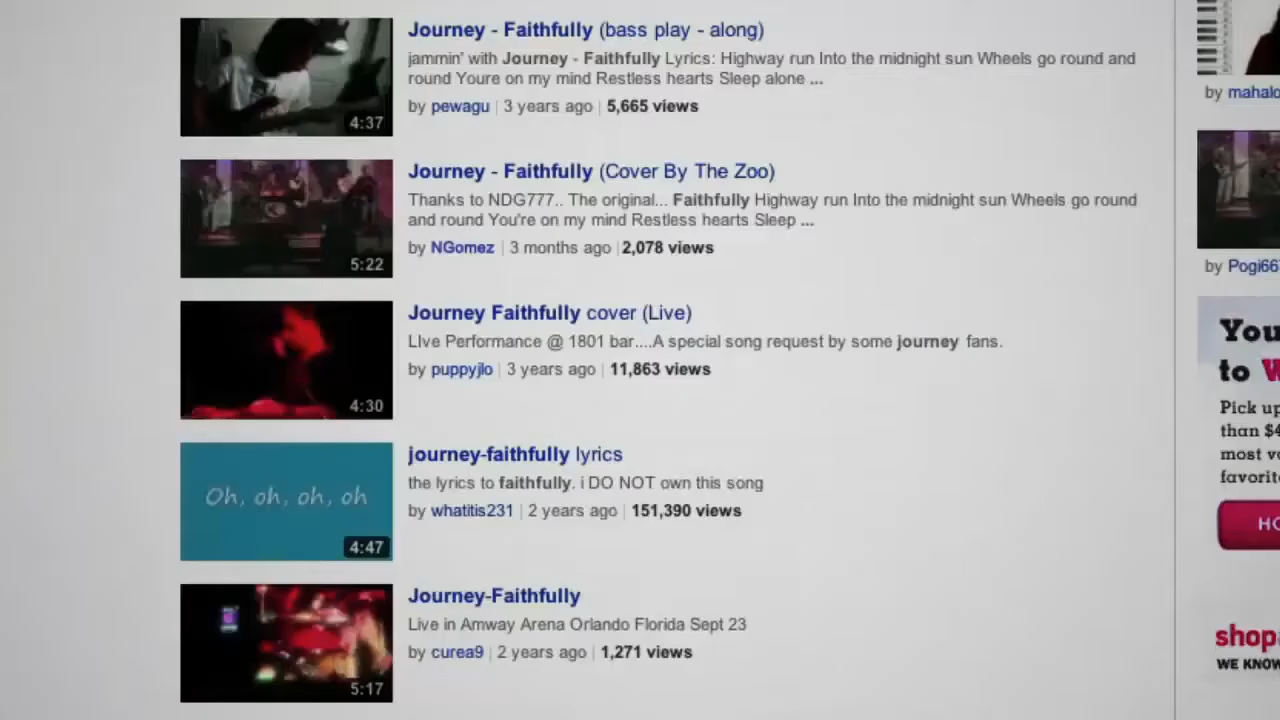 Journey - Faithfully (bass play - along)
jammin' with Journey - Faithfully Lyrics: Highway run Into the midnight sun Wheels go round and
round Youre on my mind Restless hearts Sleep alone ...
by pewagu | 3 years ago | 5,665 views
4:37
Journey - Faithfully (Cover By The Zoo)
Thanks to NDG777.. The original... Faithfully Highway run Into the midnight sun Wheels go round
and round You're on my mind Restless hearts Sleep ...
by NGomez | 3 months ago | 2,078 views
5:22
Journey Faithfully cover (Live)
LIve Performance @ 1801 bar....A special song request by some journey fans.
by puppyjlo | 3 years ago | 11,863 views
4:30
journey-faithfully lyrics
the lyrics to faithfully. i DO NOT own this song
by whatitis231 | 2 years ago | 151,390 views
Oh, oh, oh, oh
4:47
Journey-Faithfully
Live in Amway Arena Orlando Florida Sept 23
by curea9 | 2 years ago | 1,271 views
5:17
by mahalo
by Pogi66
You
to W
Pick up
than $4
most vo
favorite
HO
shop
WE KNOW